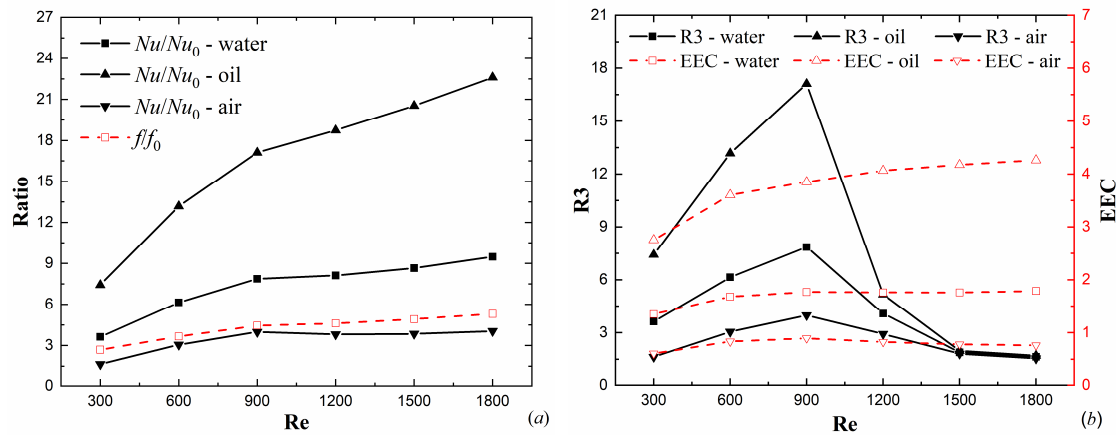 27
24
21
18
15
12
9
6
3
0
Ratio
Nu/Nu0 - water
Nu/Nu0 - oil
Nu/Nu0 - air
f/f0
300 600 900 1200 1500 1800
Re
(a)
21
18
15
12
9
6
3
0
R3
R3 - water R3 - oil R3 - air
EEC - water EEC - oil EEC - air
7
6
5
4
3
2
1
0
EEC
300 600 900 1200 1500 1800
Re
(b)